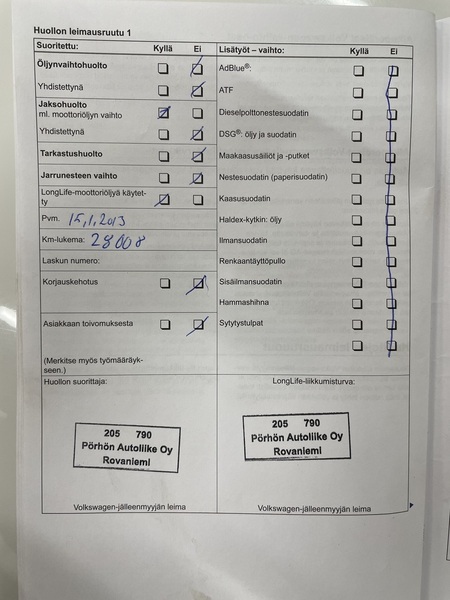 Huollon leimausruutu 1
Suoritettu: Kyllä Ei
Öljynvaihtohuolto
Yhdistettynä
Jaksohuolto
ml. moottoriöljyn vaihto
Yhdistettynä
Tarkastushuolto
Jarrunesteen vaihto
LongLife-moottoriöljyä käytet-
ty
Pvm. 15,1,2013
Km-lukema: 28008
Laskun numero:
Korjauskehotus
Asiakkaan toivomuksesta
(Merkitse myös työmääräyk-
seen.)
Huollon suorittaja:
205 790
Pörhön Autoliike Oy
Rovaniemi
Volkswagen-jälleenmyyjän leima
Lisätyöt – vaihto: Kyllä Ei
AdBlue®:
ATF
Dieselpolttonestesuodatin
DSG®: öljy ja suodatin
Maakaasusäiliöt ja -putket
Nestesuodatin (paperisuodatin)
Kaasusuodatin
Haldex-kytkin: öljy
Ilmansuodatin
Renkaantäyttöpullo
Sisäilmansuodatin
Hammashihna
Sytytystulpat
LongLife-liikkumisturva:
205 790
Pörhön Autoliike Oy
Rovaniemi
Volkswagen-jälleenmyyjän leima